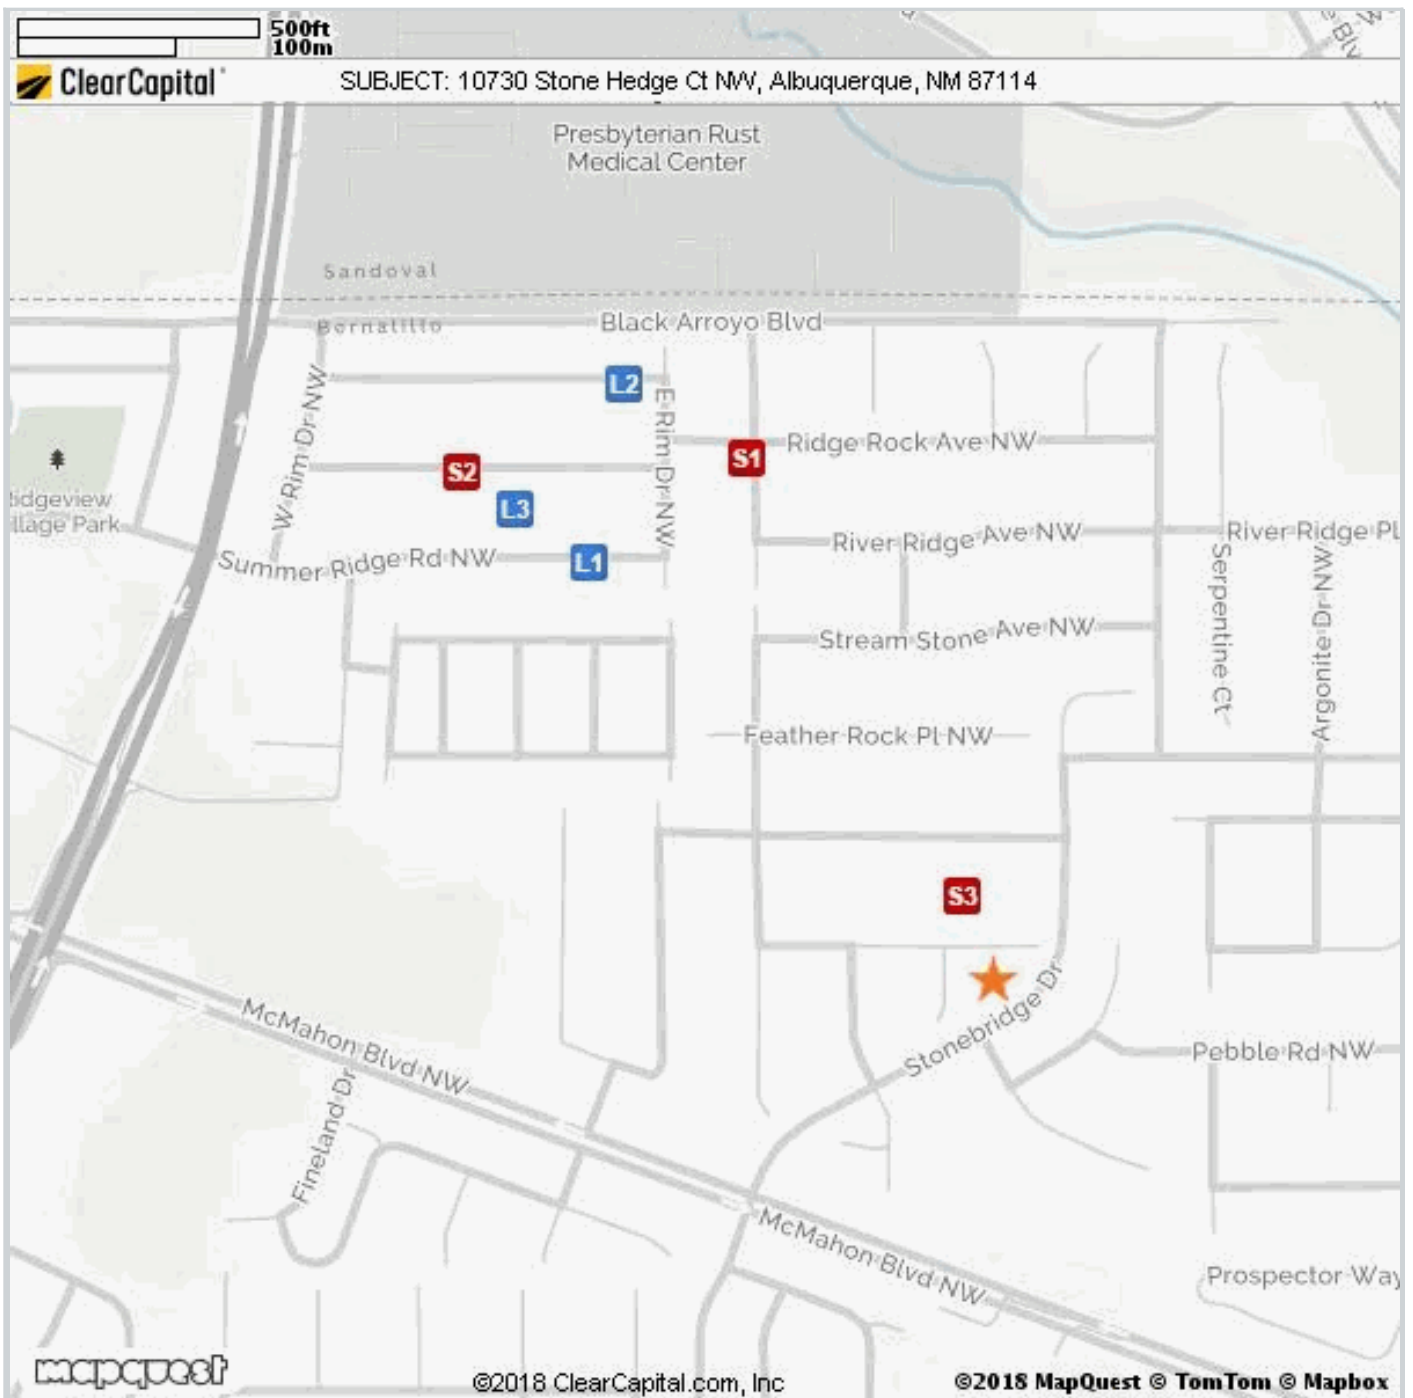 500ft
100m
ClearCapital
SUBJECT: 10730 Stone Hedge Ct NW, Albuquerque, NM 87114
Presbyterian Rust
Medical Center
Sandoval
Bernalillo
Black Arroyo Blvd
L2
W Rim Dr NW
E Rim Dr NW
Ridge Rock Ave NW
S1
S2
L3
idgeview
llage Park
River Ridge Ave NW
River Ridge Pl
Summer Ridge Rd NW
L1
Serpentine Ct
Argonite Dr NW
Stream Stone Ave NW
Feather Rock Pl NW
S3
Stonebridge Dr
McMahon Blvd NW
Pebble Rd NW
Fineland Dr
McMahon Blvd NW
Prospector Way
mapquest
©2018 ClearCapital.com, Inc
©2018 MapQuest © TomTom © Mapbox